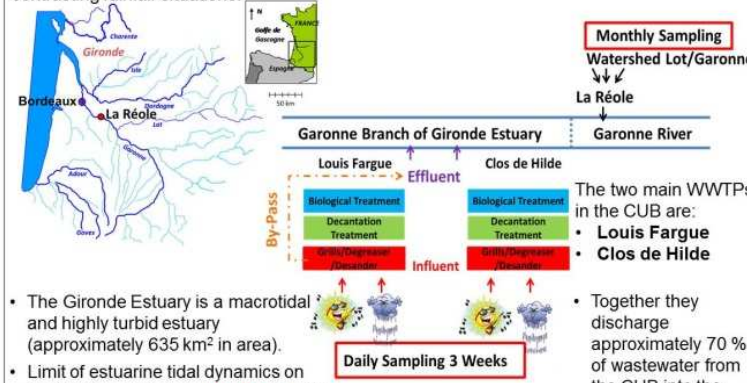 Charente
Gironde
Isle
Bordeaux
Dordogne
La Réole
Lot
Garonne
Adour
Gaves
N
FRANCE
Golfe de
Gascogne
Espagne
50 km
Monthly Sampling
Watershed Lot/Garonne
La Réole
Garonne Branch of Gironde Estuary
Garonne River
Louis Fargue
Clos de Hilde
Effluent
By-Pass
Biological Treatment
Decantation
Treatment
Grills/Degreaser
/Desander
Biological Treatment
Decantation
Treatment
Grills/Degreaser
/Desander
Influent
Daily Sampling 3 Weeks
The two main WWTPs
in the CUB are:
• Louis Fargue
• Clos de Hilde
• Together they
discharge
approximately 70 %
of wastewater from
• The Gironde Estuary is a macrotidal
and highly turbid estuary
(approximately 635 km² in area).
• Limit of estuarine tidal dynamics on